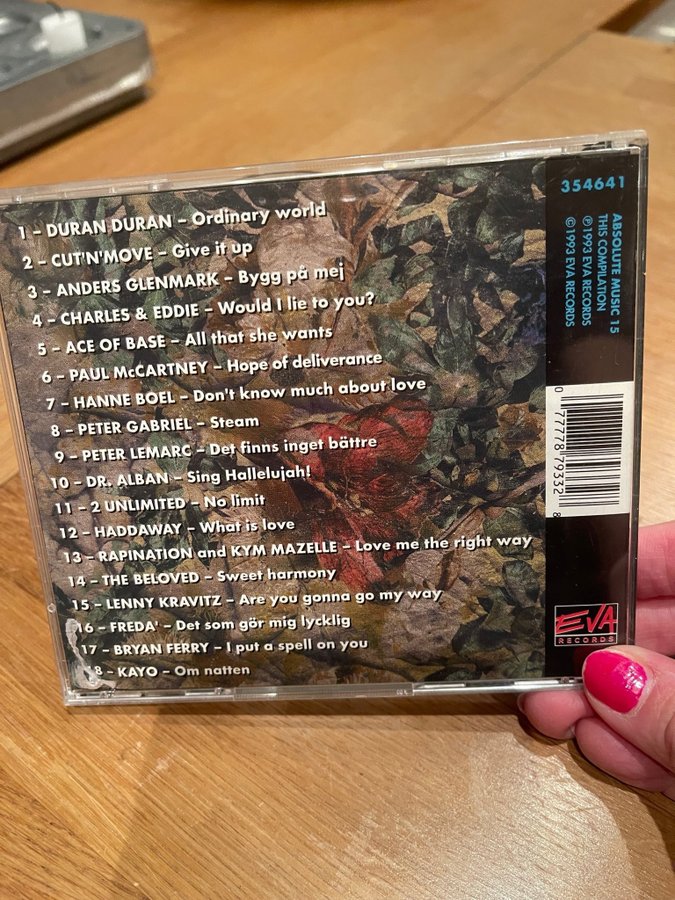 1 – DURAN DURAN – Ordinary world
2 – CUT'N'MOVE – Give it up
3 – ANDERS GLENMARK – Bygg på mej
4 – CHARLES & EDDIE – Would I lie to you?
5 – ACE OF BASE – All that she wants
6 – PAUL McCARTNEY – Hope of deliverance
7 – HANNE BOEL – Don't know much about love
8 – PETER GABRIEL – Steam
9 – PETER LEMARC – Det finns inget bättre
10 – DR. ALBAN – Sing Hallelujah!
11 – 2 UNLIMITED – No limit
12 – HADDAWAY – What is love
13 – RAPINATION and KYM MAZELLE – Love me the right way
14 – THE BELOVED – Sweet harmony
15 – LENNY KRAVITZ – Are you gonna go my way
16 – FREDA' – Det som gör mig lycklig
17 – BRYAN FERRY – I put a spell on you
18 – KAYO – Om natten
354641
ABSOLUTE MUSIC 15
THIS COMPILATION
℗ 1993 EVA RECORDS
© 1993 EVA RECORDS
0 77778 79332 8
EVA
RECORDS